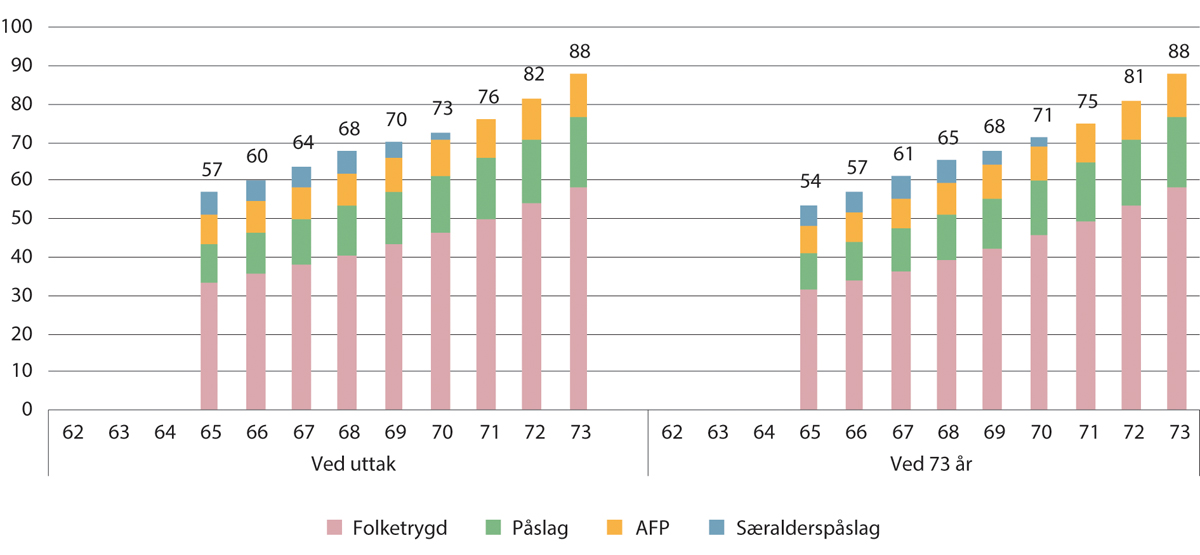 100
90
80
70
60
50
40
30
20
10
0
57 60 64 68 70 73 76 82 88
54 57 61 65 68 71 75 81 88
62 63 64 65 66 67 68 69 70 71 72 73
62 63 64 65 66 67 68 69 70 71 72 73
Ved uttak
Ved 73 år
Folketrygd Påslag AFP Særalderspåslag